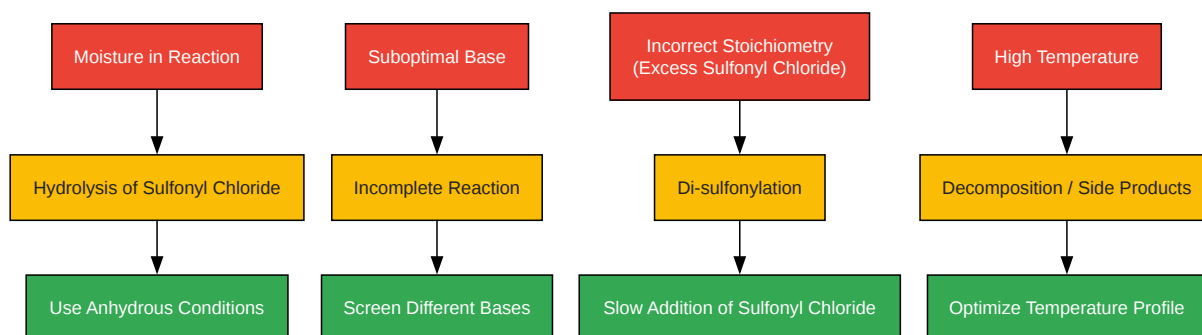 Moisture in Reaction
Suboptimal Base
Incorrect Stoichiometry
(Excess Sulfonyl Chloride)
High Temperature
Hydrolysis of Sulfonyl Chloride
Incomplete Reaction
Di-sulfonylation
Decomposition / Side Products
Use Anhydrous Conditions
Screen Different Bases
Slow Addition of Sulfonyl Chloride
Optimize Temperature Profile